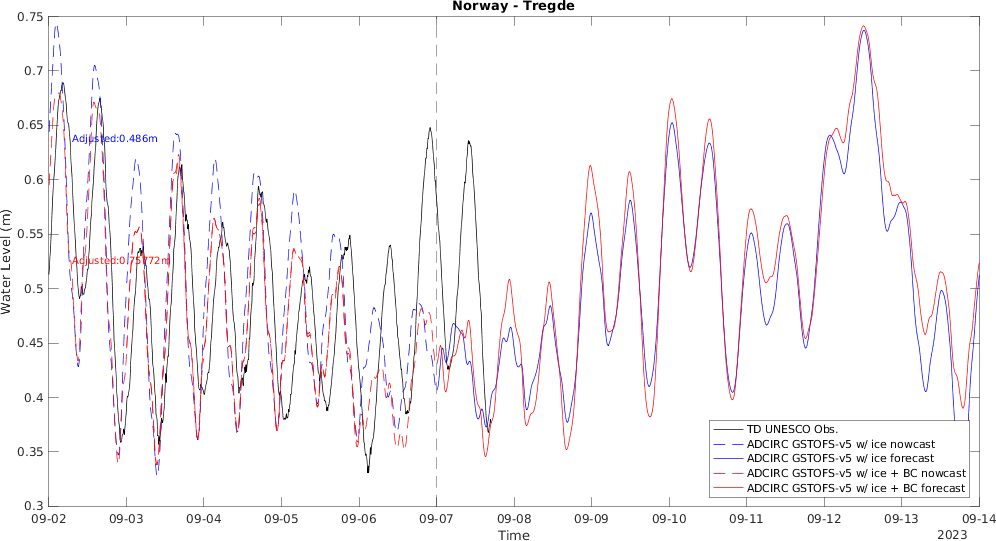 Norway - Tregde
0.75
0.7
0.65
0.6
0.55
0.5
0.45
0.4
0.35
0.3
Water Level (m)
Adjusted:0.486m
Adjusted:0.75772m
TD UNESCO Obs.
ADCIRC GSTOFS-v5 w/ ice nowcast
ADCIRC GSTOFS-v5 w/ ice forecast
ADCIRC GSTOFS-v5 w/ ice + BC nowcast
ADCIRC GSTOFS-v5 w/ ice + BC forecast
09-02 09-03 09-04 09-05 09-06 09-07 09-08 09-09 09-10 09-11 09-12 09-13 09-14
Time
2023